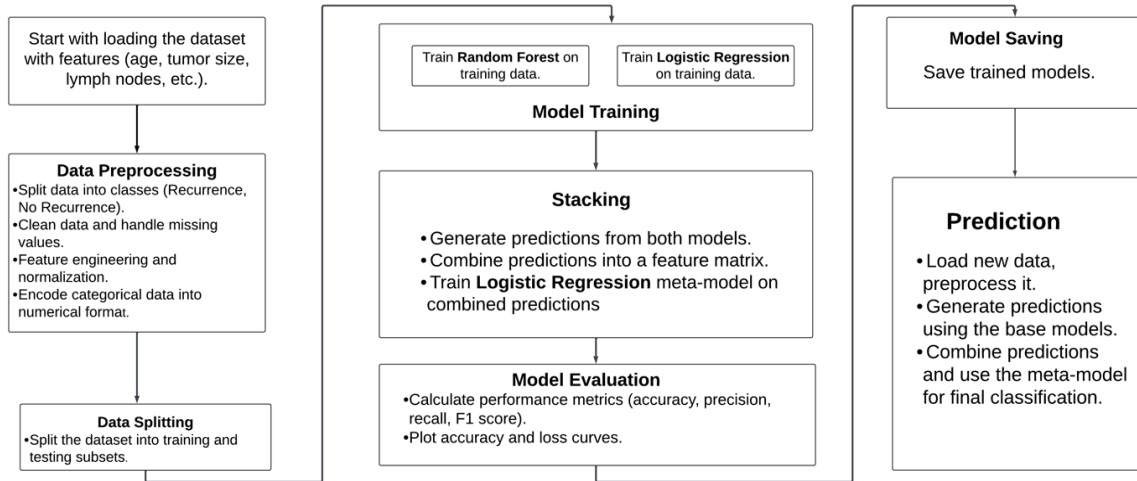 Start with loading the dataset
with features (age, tumor size,
lymph nodes, etc.).
Data Preprocessing
•Split data into classes (Recurrence,
No Recurrence).
•Clean data and handle missing
values.
•Feature engineering and
normalization.
•Encode categorical data into
numerical format.
Data Splitting
•Split the dataset into training and
testing subsets.
Train Random Forest on
training data.
Train Logistic Regression
on training data.
Model Training
Stacking
•Generate predictions from both models.
•Combine predictions into a feature matrix.
•Train Logistic Regression meta-model on
combined predictions
Model Evaluation
•Calculate performance metrics (accuracy, precision,
recall, F1 score).
•Plot accuracy and loss curves.
Model Saving
Save trained models.
Prediction
•Load new data,
preprocess it.
•Generate predictions
using the base models.
•Combine predictions
and use the meta-model
for final classification.